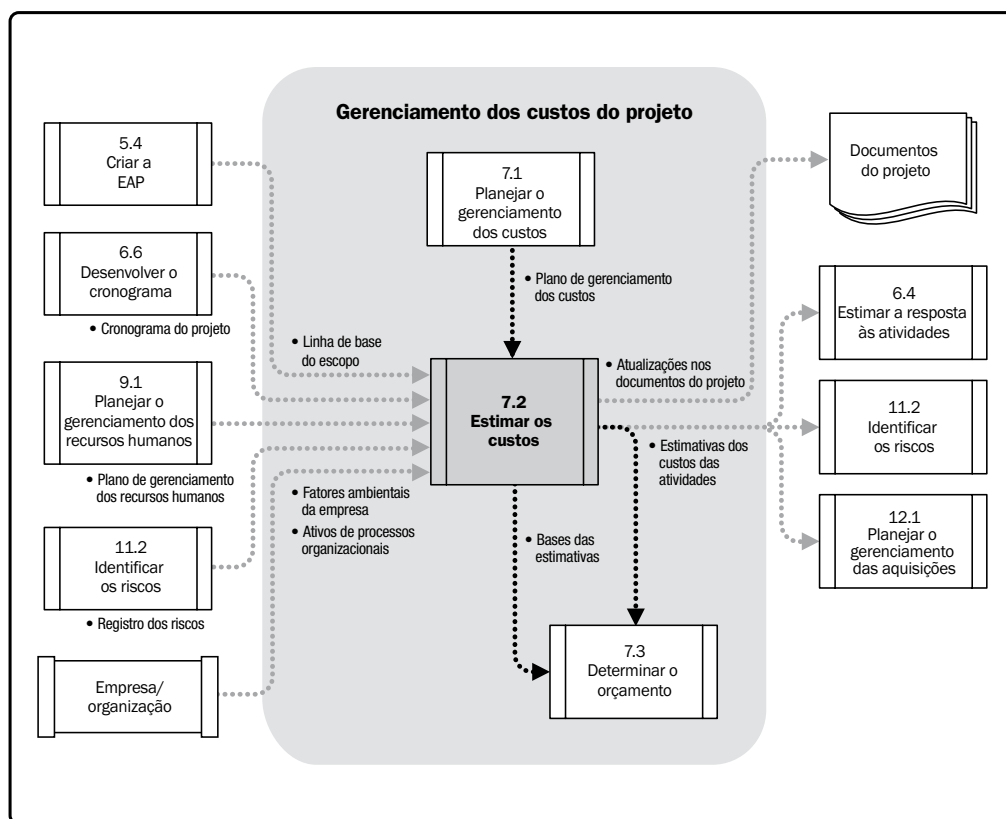 Gerenciamento dos custos do projeto
5.4
Criar a
EAP
6.6
Desenvolver o
cronograma
• Cronograma do projeto
9.1
Planejar o
gerenciamento dos
recursos humanos
• Plano de gerenciamento
dos recursos humanos
11.2
Identificar
os riscos
• Registro dos riscos
Empresa/
organização
7.1
Planejar o
gerenciamento
dos custos
• Plano de gerenciamento
dos custos
• Linha de base
do escopo
7.2
Estimar os
custos
• Fatores ambientais
da empresa
• Ativos de processos
organizacionais
• Atualizações nos
documentos do projeto
• Estimativas dos
custos das
atividades
• Bases das
estimativas
7.3
Determinar o
orçamento
Documentos
do projeto
6.4
Estimar a resposta
às atividades
11.2
Identificar
os riscos
12.1
Planejar o
gerenciamento
das aquisições